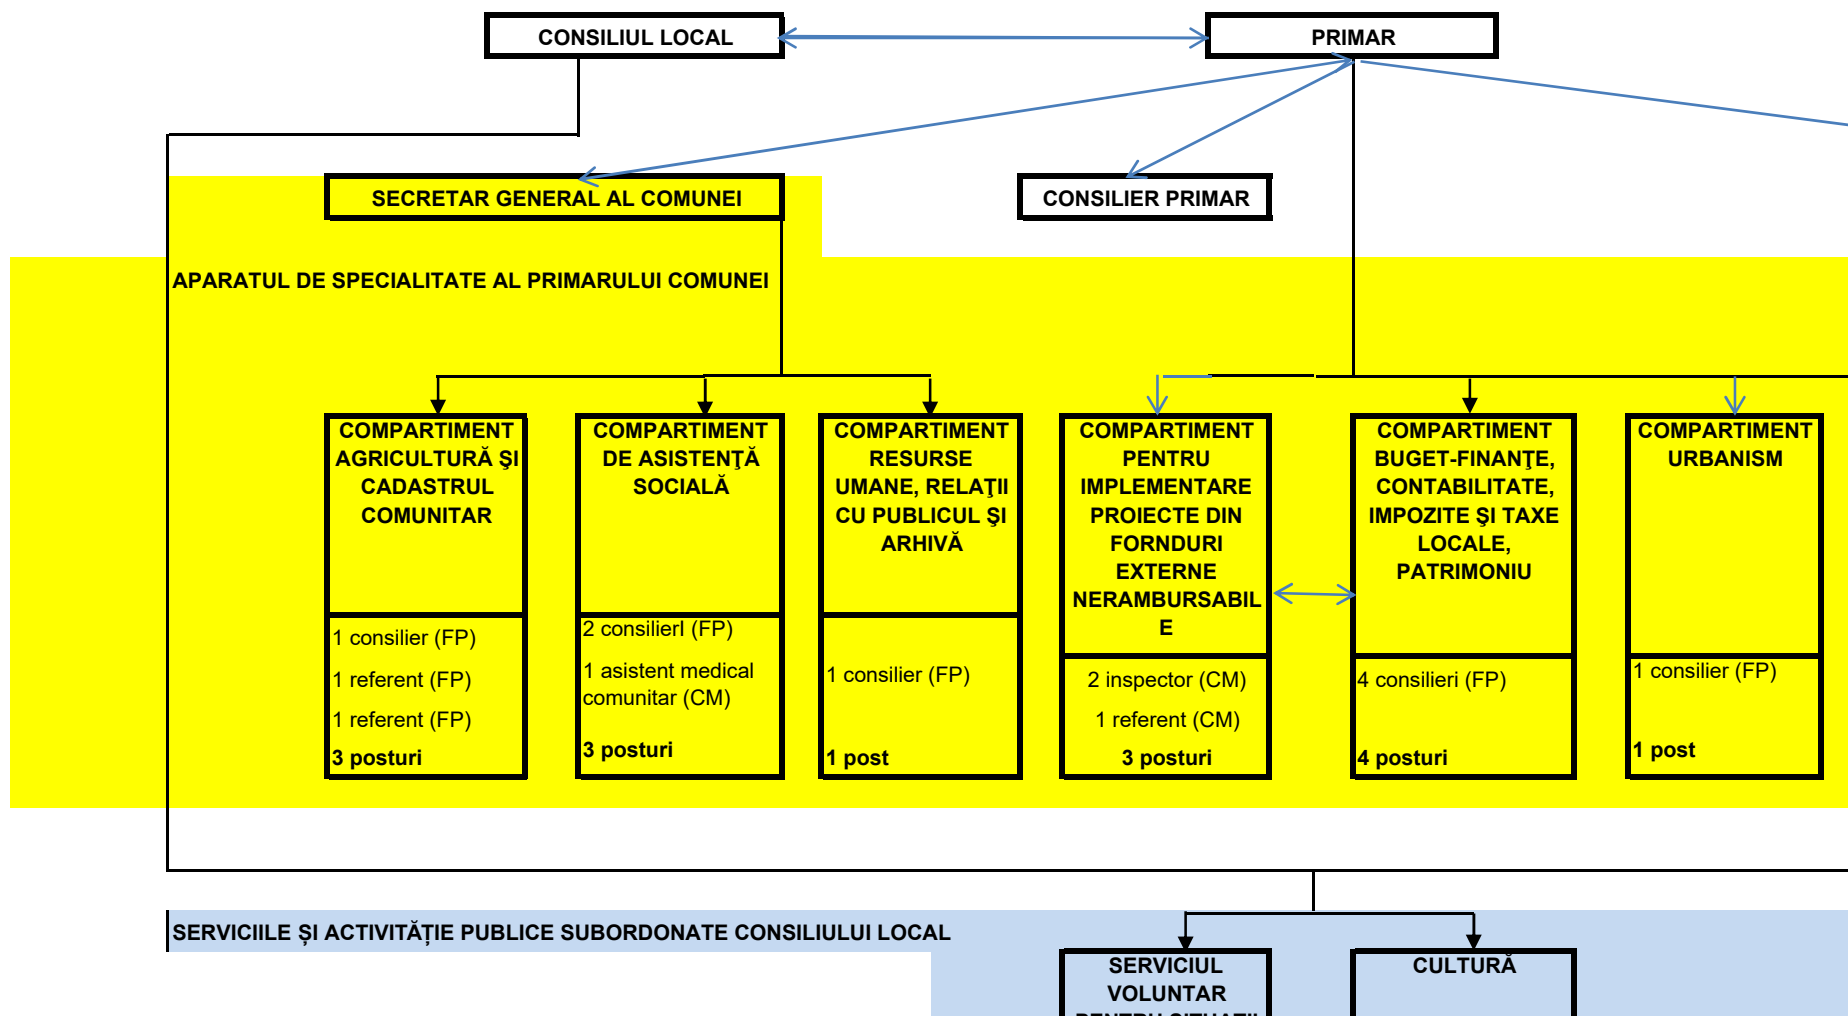 CONSILIUL LOCAL
PRIMAR
SECRETAR GENERAL AL COMUNEI
CONSILIER PRIMAR
APARATUL DE SPECIALITATE AL PRIMARULUI COMUNEI
COMPARTIMENT
AGRICULTURĂ ŞI
CADASTRUL
COMUNITAR
1 consilier (FP)
1 referent (FP)
1 referent (FP)
3 posturi
COMPARTIMENT
DE ASISTENŢĂ
SOCIALĂ
2 consilierI (FP)
1 asistent medical
comunitar (CM)
3 posturi
COMPARTIMENT
RESURSE
UMANE, RELAŢII
CU PUBLICUL ŞI
ARHIVĂ
1 consilier (FP)
1 post
COMPARTIMENT
PENTRU
IMPLEMENTARE
PROIECTE DIN
FORNDURI
EXTERNE
NERAMBURSABIL
E
2 inspector (CM)
1 referent (CM)
3 posturi
COMPARTIMENT
BUGET-FINANŢE,
CONTABILITATE,
IMPOZITE ŞI TAXE
LOCALE,
PATRIMONIU
4 consilieri (FP)
4 posturi
COMPARTIMENT
URBANISM
1 consilier (FP)
1 post
SERVICIILE ȘI ACTIVITĂȚIE PUBLICE SUBORDONATE CONSILIULUI LOCAL
SERVICIUL
VOLUNTAR
PENTRU SITUAȚII
CULTURĂ